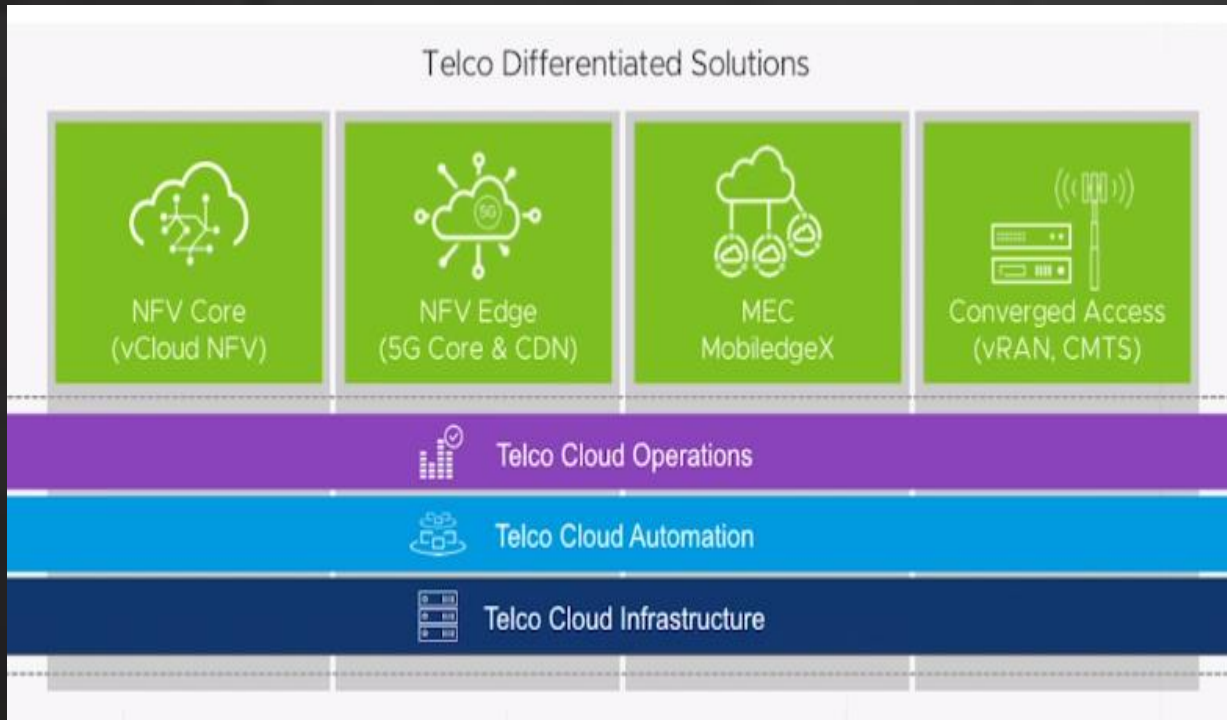 Telco Differentiated Solutions
NFV Core
(vCloud NFV)
NFV Edge
(5G Core & CDN)
5G
MEC
MobiledgeX
Converged Access
(vRAN, CMTS)
Telco Cloud Operations
Telco Cloud Automation
Telco Cloud Infrastructure